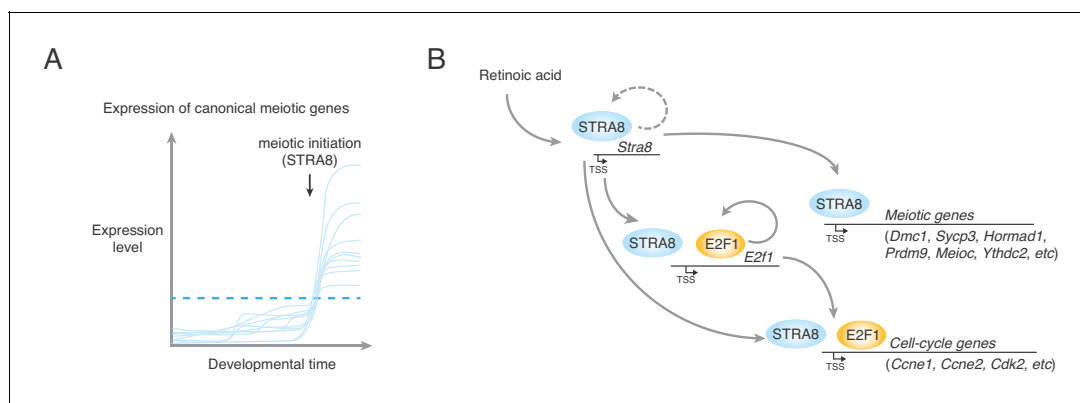 A
Expression of canonical meiotic genes
meiotic initiation
(STRA8)
Expression
level
Developmental time
B
Retinoic acid
STRA8
Stra8
TSS
STRA8
E2F1
E2f1
TSS
STRA8
Meiotic genes
TSS
(Dmc1, Sycp3, Hormad1,
Prdm9, Meioc, Ythdc2, etc)
STRA8
E2F1
Cell-cycle genes
TSS
(Ccne1, Ccne2, Cdk2, etc)